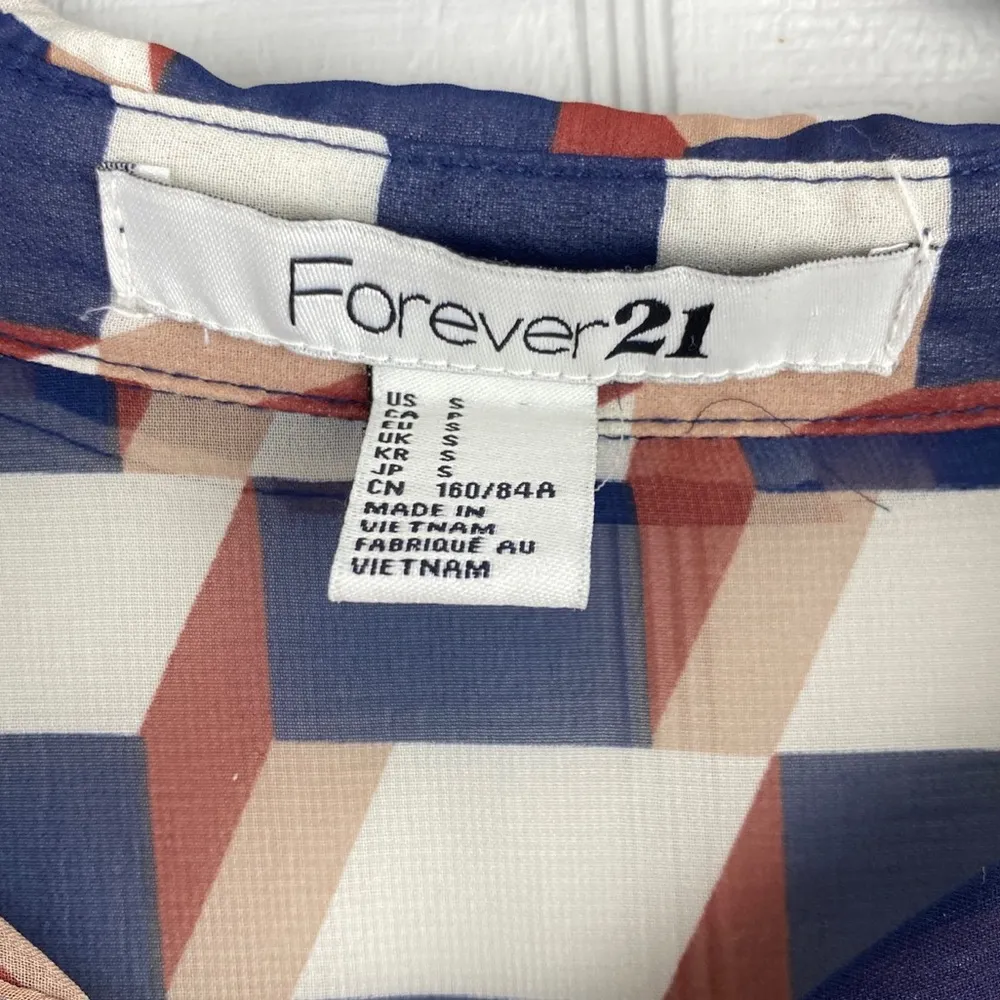 Forever21
US S
CA P
EU S
UK S
KR S
JP S
CN 160/84A
MADE IN
VIETNAM
FABRIQUÉ AU
VIETNAM